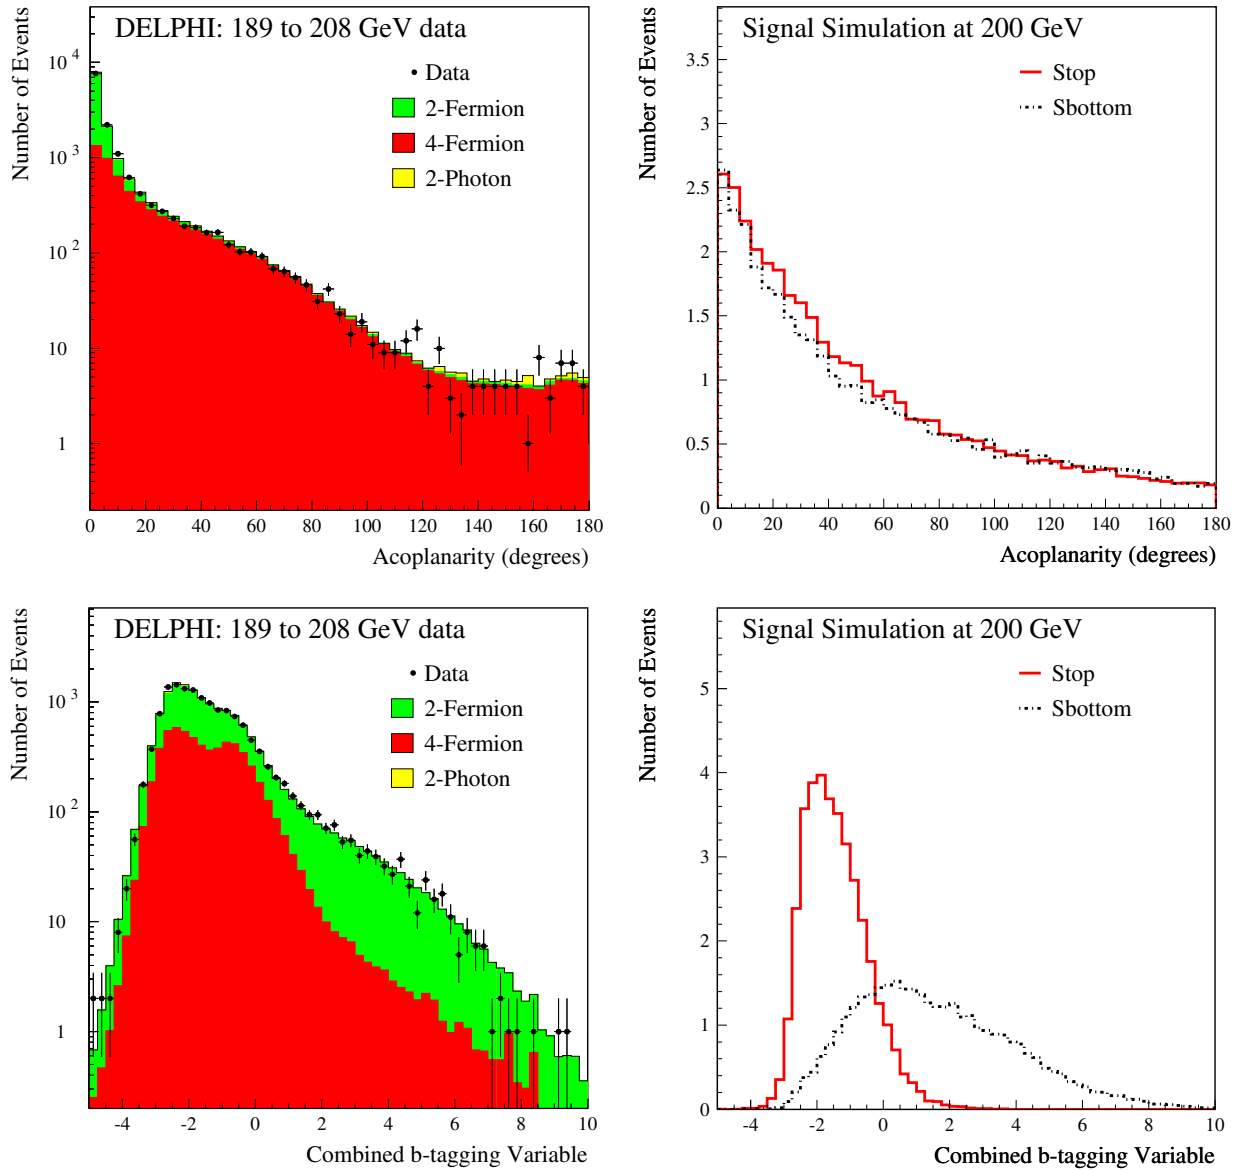 DELPHI: 189 to 208 GeV data
Number of Events
Data
2-Fermion
4-Fermion
2-Photon
10 4
10 3
10 2
10
1
0 20 40 60 80 100 120 140 160 180
Acoplanarity (degrees)
Signal Simulation at 200 GeV
Number of Events
Stop
Sbottom
3.5
3
2.5
2
1.5
1
0.5
0
0 20 40 60 80 100 120 140 160 180
Acoplanarity (degrees)
DELPHI: 189 to 208 GeV data
Number of Events
Data
2-Fermion
4-Fermion
2-Photon
10 3
10 2
10
1
-4 -2 0 2 4 6 8 10
Combined b-tagging Variable
Signal Simulation at 200 GeV
Number of Events
Stop
Sbottom
5
4
3
2
1
0
-4 -2 0 2 4 6 8 10
Combined b-tagging Variable